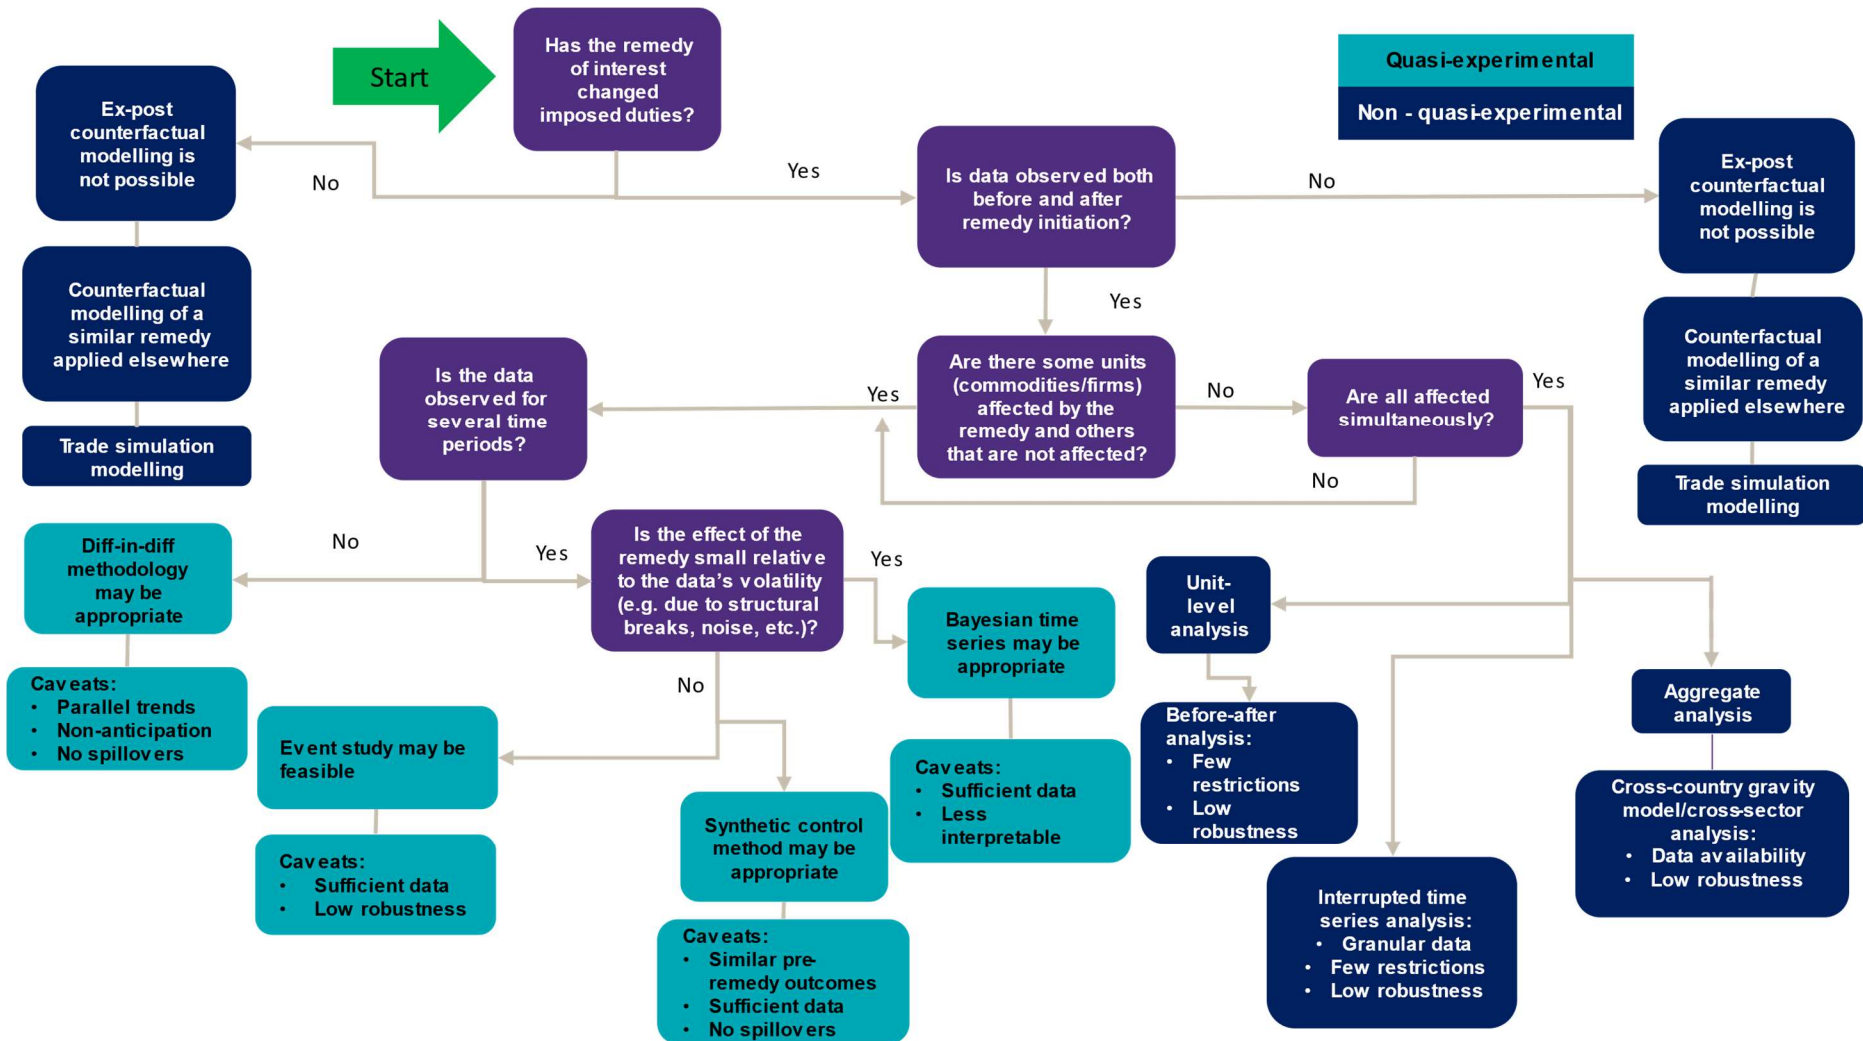 Start
Has the remedy
of interest
changed
imposed duties?
Quasi-experimental
Non - quasi-experimental
Ex-post
counterfactual
modelling is
not possible
No
Yes
Is data observed both
before and after
remedy initiation?
No
Ex-post
counterfactual
modelling is
not possible
Counterfactual
modelling of a
similar remedy
applied elsewhere
Trade simulation
modelling
Yes
Counterfactual
modelling of a
similar remedy
applied elsewhere
Trade simulation
modelling
Is the data
observed for
several time
periods?
Yes
Are there some units
(commodities/firms)
affected by the
remedy and others
that are not affected?
No
Are all affected
simultaneously?
Yes
No
Diff-in-diff
methodology
may be
appropriate
No
Yes
Is the effect of the
remedy small relative
to the data's volatility
(e.g. due to structural
breaks, noise, etc.)?
Yes
Bayesian time
series may be
appropriate
Unit-
level
analysis
Caveats:
• Parallel trends
• Non-anticipation
• No spillovers
No
Event study may be
feasible
Caveats:
• Sufficient data
• Low robustness
Synthetic control
method may be
appropriate
Caveats:
• Similar pre-
remedy outcomes
• Sufficient data
• No spillovers
Caveats:
• Sufficient data
• Less
interpretable
Before-after
analysis:
• Few
restrictions
• Low
robustness
Aggregate
analysis
Cross-country gravity
model/cross-sector
analysis:
• Data availability
• Low robustness
Interrupted time
series analysis:
• Granular data
• Few restrictions
• Low robustness